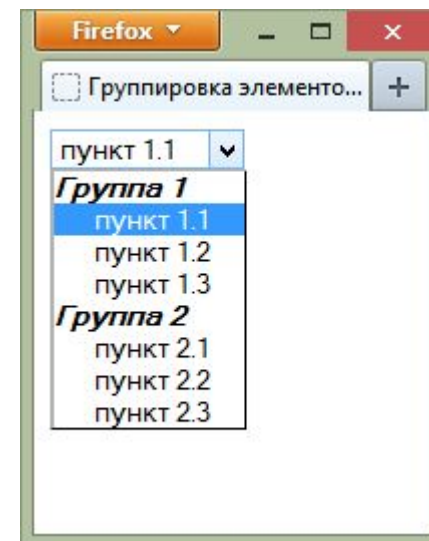 Firefox
Группировка элементо...
пункт 1.1
Группа 1
пункт 1.1
пункт 1.2
пункт 1.3
Группа 2
пункт 2.1
пункт 2.2
пункт 2.3